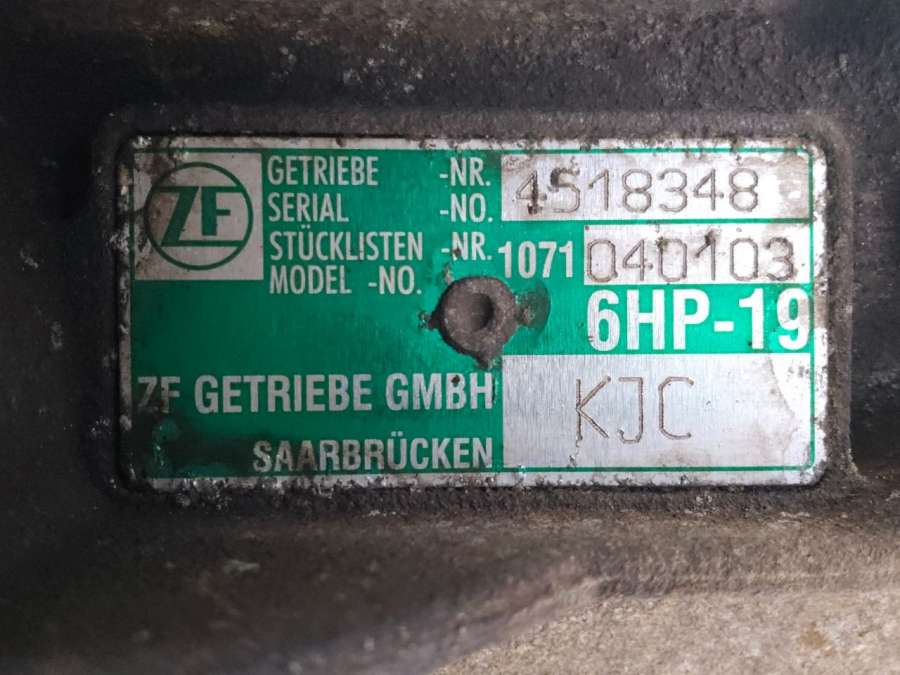 ZF
GETRIEBE -NR. 4518348
SERIAL -NO.
STÜCKLISTEN -NR. 1071 040103
MODEL -NO.
6HP-19
ZF GETRIEBE GMBH KJC
SAARBRÜCKEN